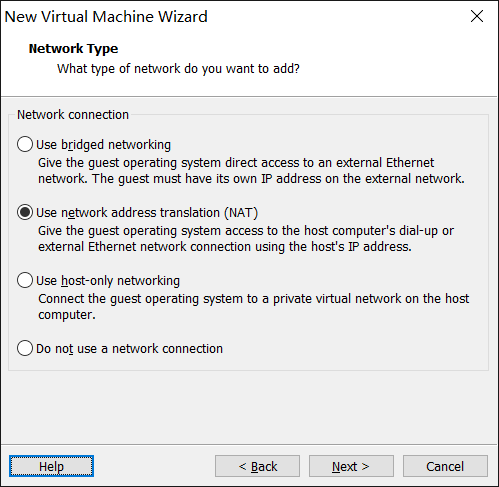 New Virtual Machine Wizard
Network Type
What type of network do you want to add?
Network connection
Use bridged networking
Give the guest operating system direct access to an external Ethernet
network. The guest must have its own IP address on the external network.
Use network address translation (NAT)
Give the guest operating system access to the host computer's dial-up or
external Ethernet network connection using the host's IP address.
Use host-only networking
Connect the guest operating system to a private virtual network on the host
computer.
Do not use a network connection
Help
< Back
Next >
Cancel